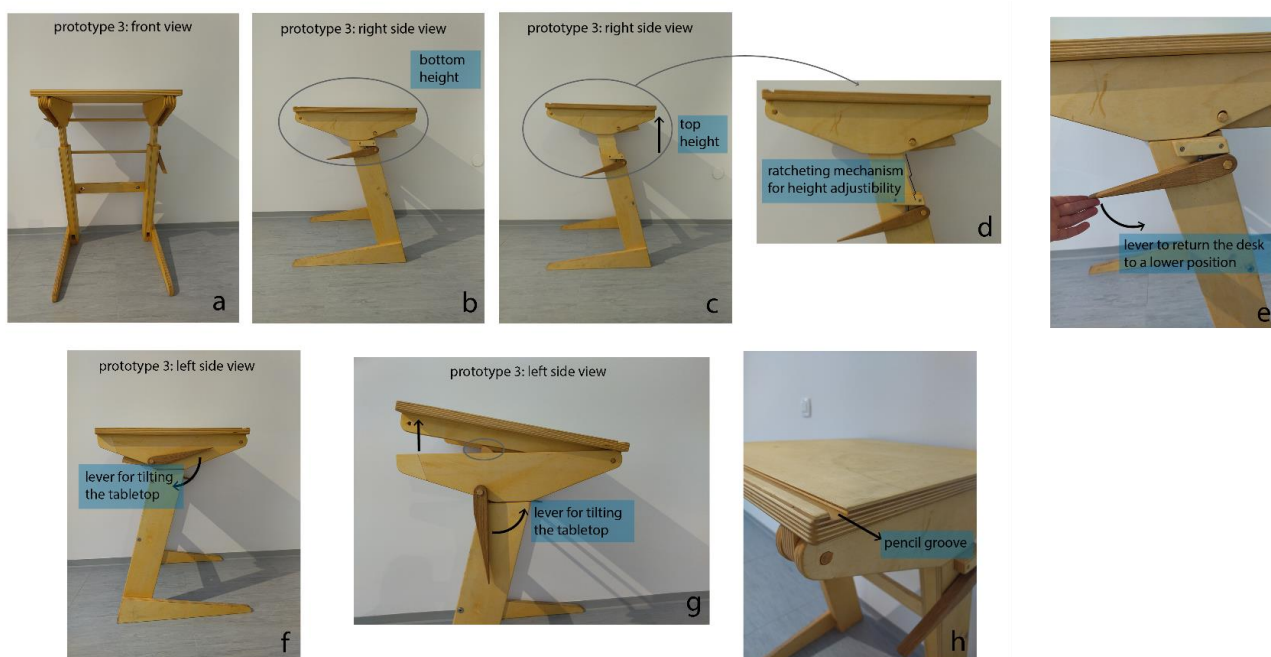 prototype 3: front view
a
prototype 3: right side view
bottom
height
b
prototype 3: right side view
top
height
c
ratcheting mechanism
for height adjustibility
d
lever to return the desk
to a lower position
e
prototype 3: left side view
lever for tilting
the tabletop
f
prototype 3: left side view
lever for tilting
the tabletop
g
pencil groove
h